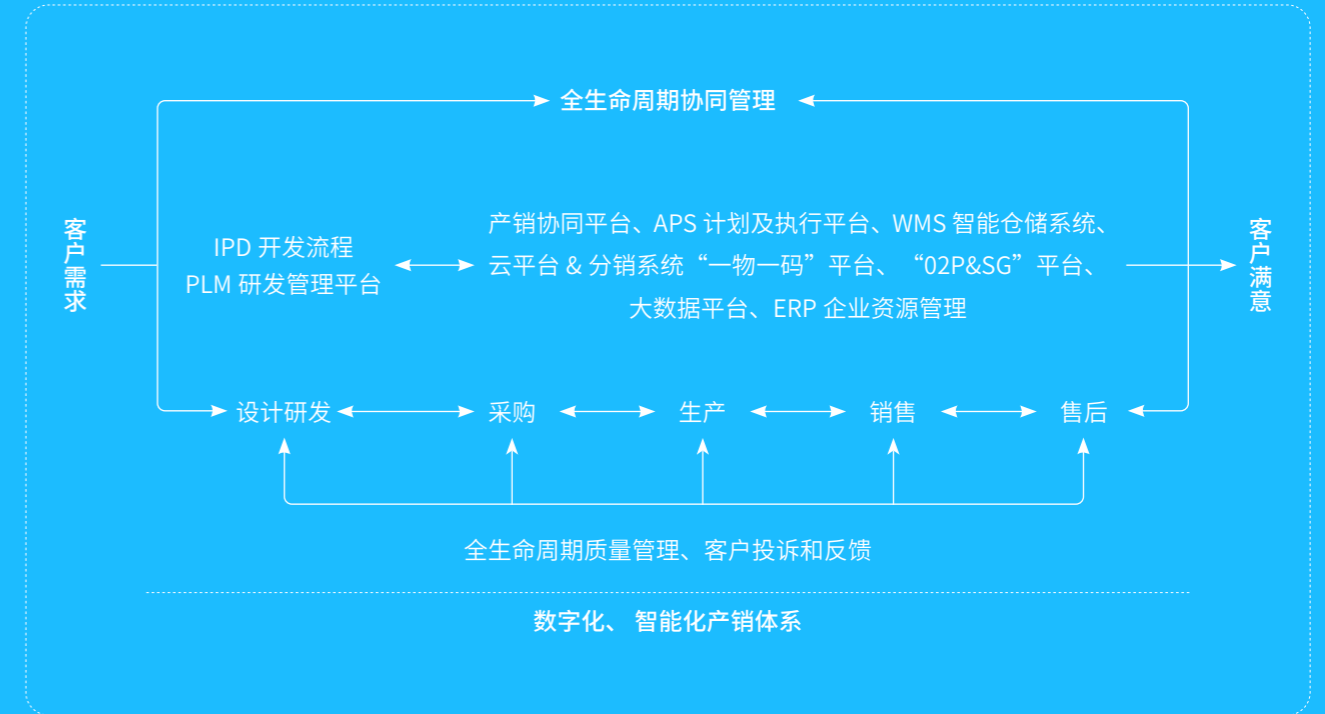 全生命周期协同管理
客户需求
IPD 开发流程
PLM 研发管理平台
产销协同平台、APS 计划及执行平台、WMS 智能仓储系统、
云平台 & 分销系统“一物一码”平台、“02P&SG”平台、
大数据平台、ERP 企业资源管理
客户满意
设计研发 采购 生产 销售 售后
全生命周期质量管理、客户投诉和反馈
数字化、 智能化产销体系